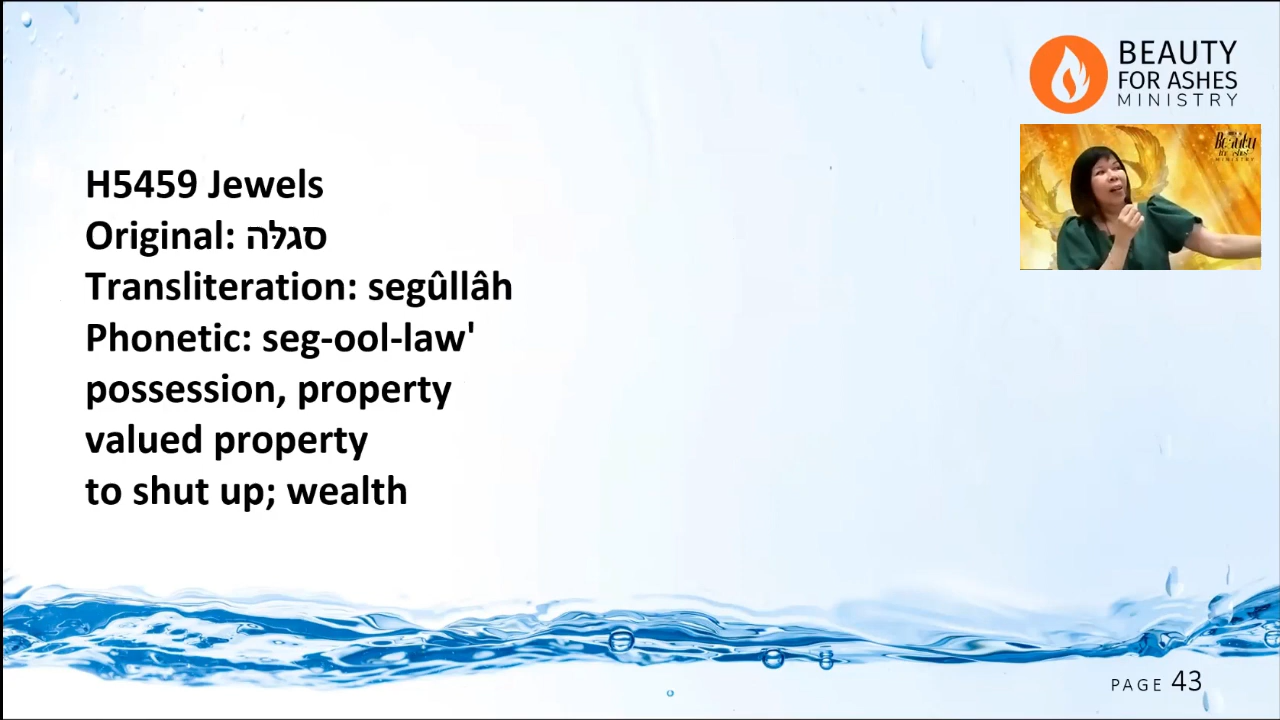 BEAUTY
FOR ASHES
MINISTRY
H5459 Jewels
Original: סגלּה
Transliteration: segûllâh
Phonetic: seg-ool-law'
possession, property
valued property
to shut up; wealth
PAGE 43